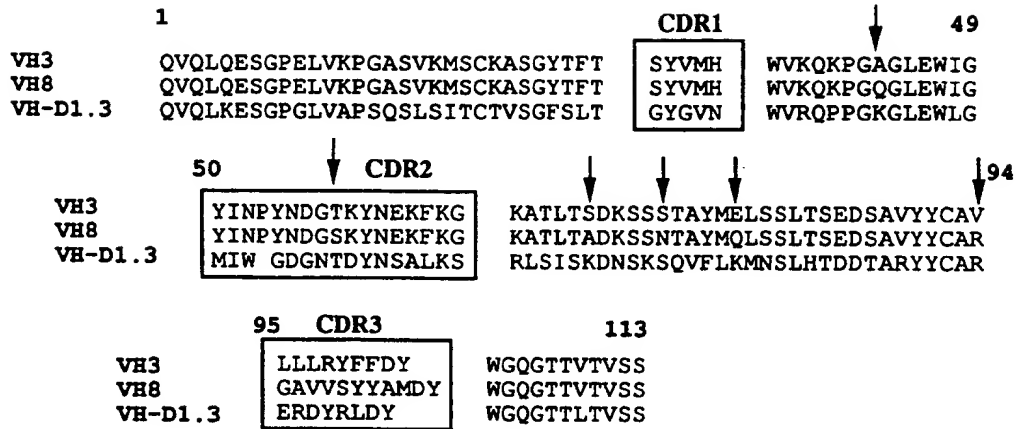 1 CDR1 49
VH3 QVQLQESGPELVKPGASVKMSCKASGYTFT SYVMH WVKQKPGAGLEWIG
VH8 QVQLQESGPELVKPGASVKMSCKASGYTFT SYVMH WVKQKPGQGLEWIG
VH-D1.3 QVQLKESGPGLVAPSQSLSITCTVSGFSLT GYGVN WVRQPPGKGLEWLG
50 CDR2 94
VH3 YINPYNDGTKYNEKFKG KATLTSDKSSSTAYMELSSLTSEDSAVYYCAV
VH8 YINPYNDGSKYNEKFKG KATLTADKSSNTAYMQLSSLTSEDSAVYYCAR
VH-D1.3 MIW GDGNTDYNSALKS RLSISKDNSKSQVFLKMNSLHTDDTARYYCAR
95 CDR3 113
VH3 LLLRYFFDY WGQGTTVTVSS
VH8 GAVVSYYAMDY WGQGTTVTVSS
VH-D1.3 ERDYRLDY WGQGTTLTVSS